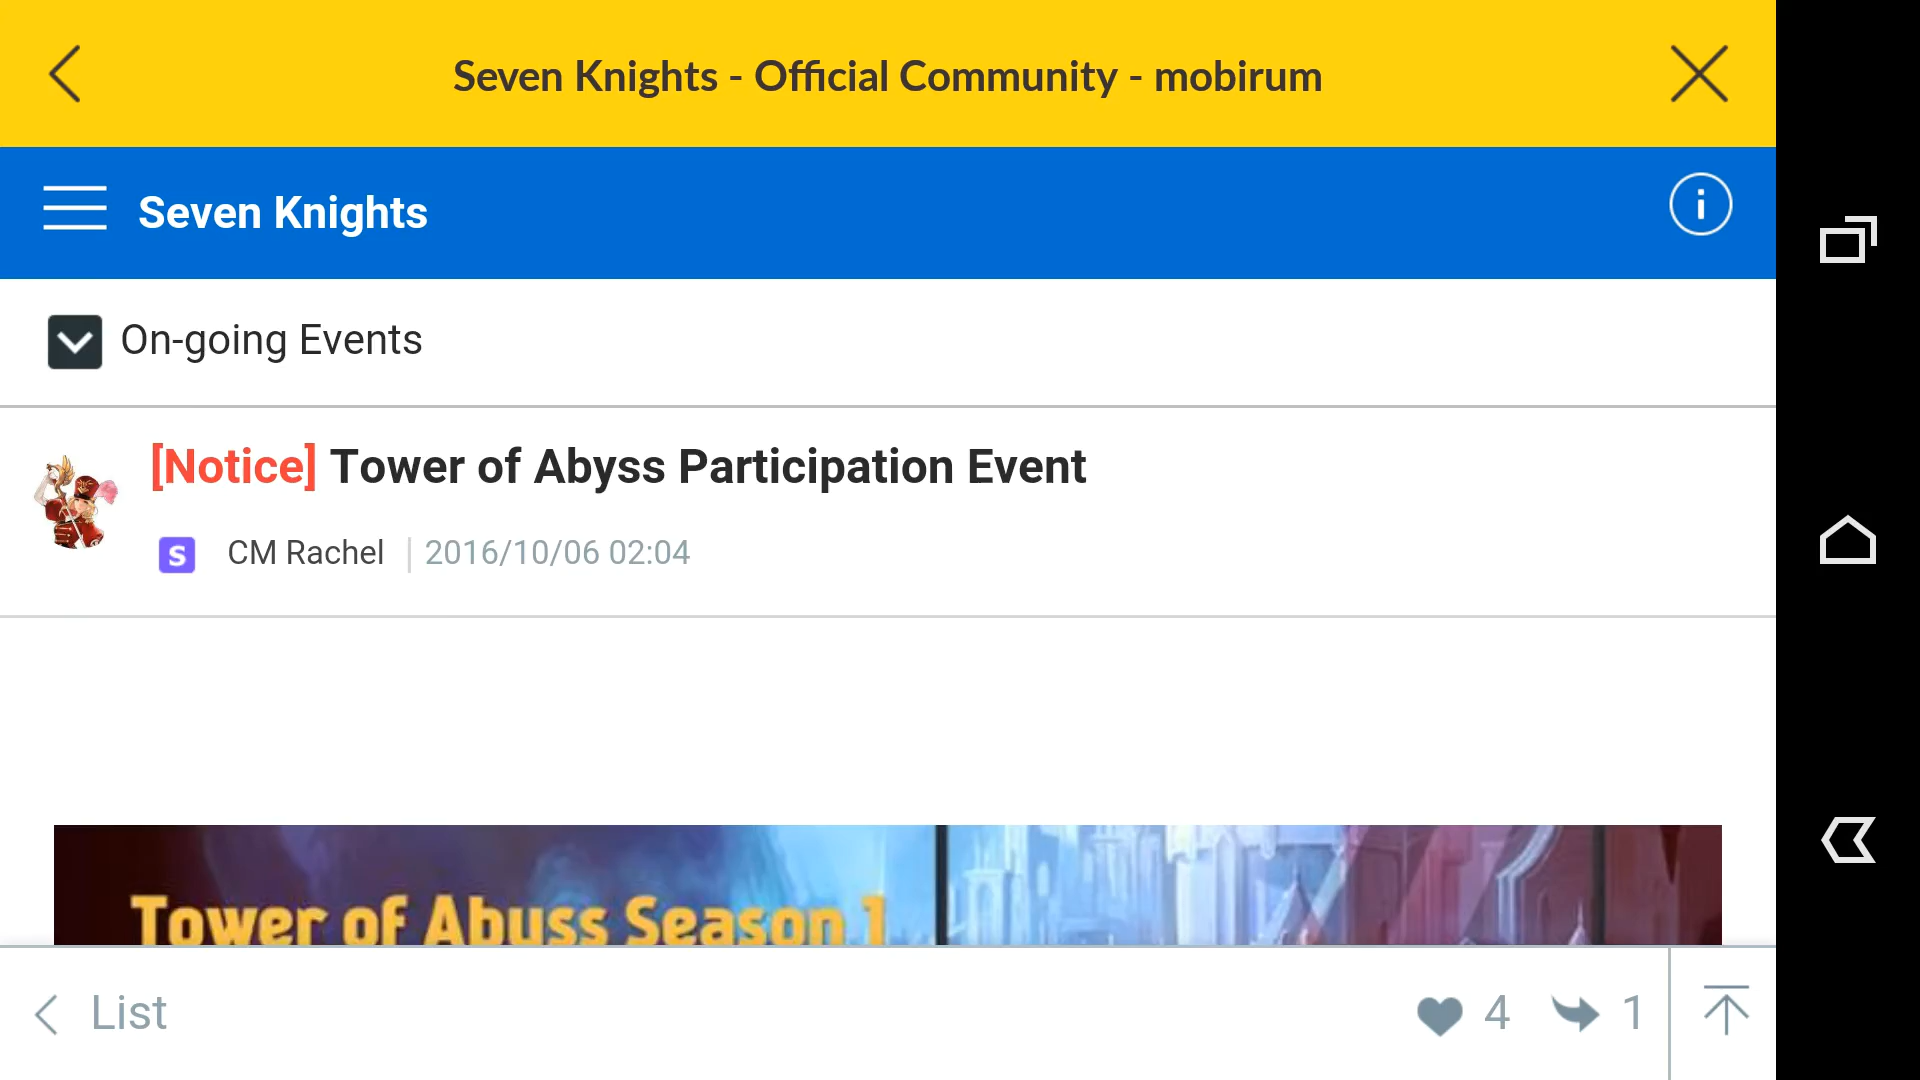 Seven Knights - Official Community - mobirum
Seven Knights
On-going Events
[Notice] Tower of Abyss Participation Event
S CM Rachel 2016/10/06 02:04
Tower of Abyss Season 1
List 4 1